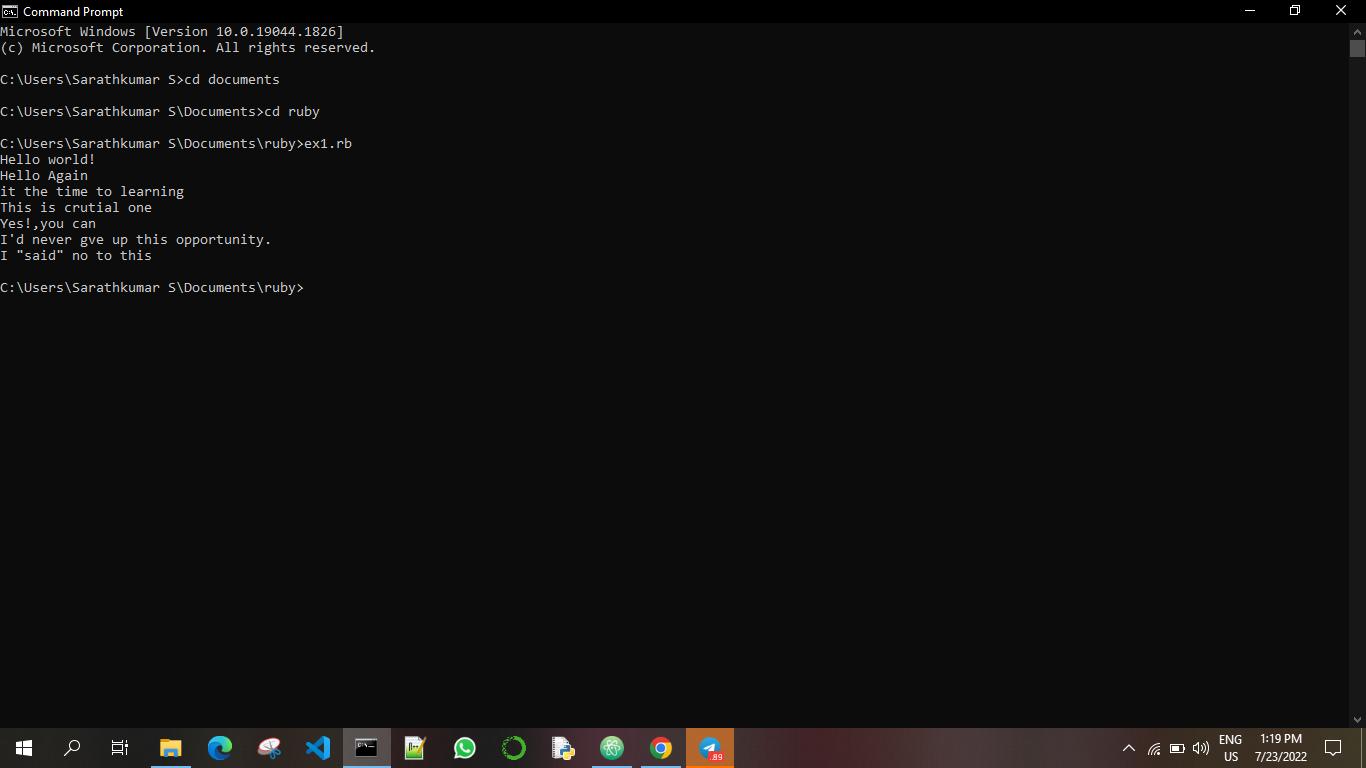 Command Prompt
Microsoft Windows [Version 10.0.19044.1826]
(c) Microsoft Corporation. All rights reserved.
C:\Users\Sarathkumar S>cd documents
C:\Users\Sarathkumar S\Documents>cd ruby
C:\Users\Sarathkumar S\Documents\ruby>ex1.rb
Hello world!
Hello Again
it the time to learning
This is crutial one
Yes!,you can
I'd never gve up this opportunity.
I "said" no to this
C:\Users\Sarathkumar S\Documents\ruby>
ENG
US
1:19 PM
7/23/2022